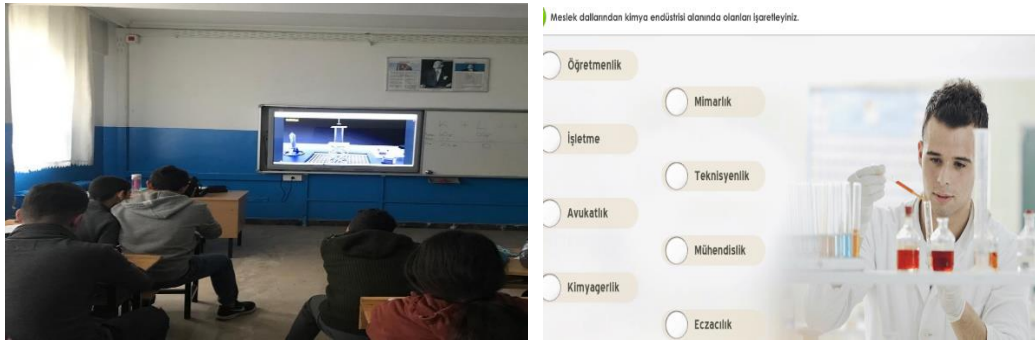 Meslek dallarından kimya endüstrisi alanında olanları işaretleyiniz.
Öğretmenlik
Mimarlık
İşletme
Teknisyenlik
Avukatlık
Mühendislik
Kimyagerlik
Eczacılık